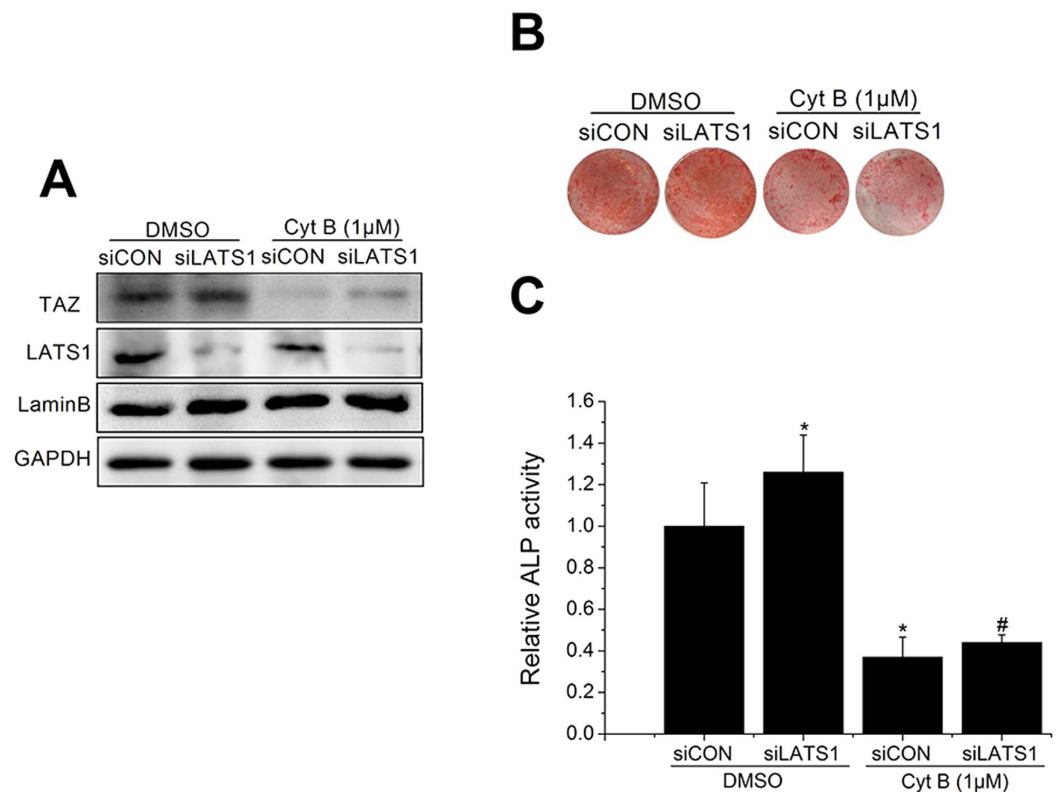 A
DMSO Cyt B (1μM)
siCON siLATS1 siCON siLATS1
TAZ
LATS1
LaminB
GAPDH
B
DMSO Cyt B (1μM)
siCON siLATS1 siCON siLATS1
C
Relative ALP activity
1.6
1.4
1.2
1.0
0.8
0.6
0.4
0.2
0.0
* * #
siCON siLATS1 siCON siLATS1
DMSO Cyt B (1μM)